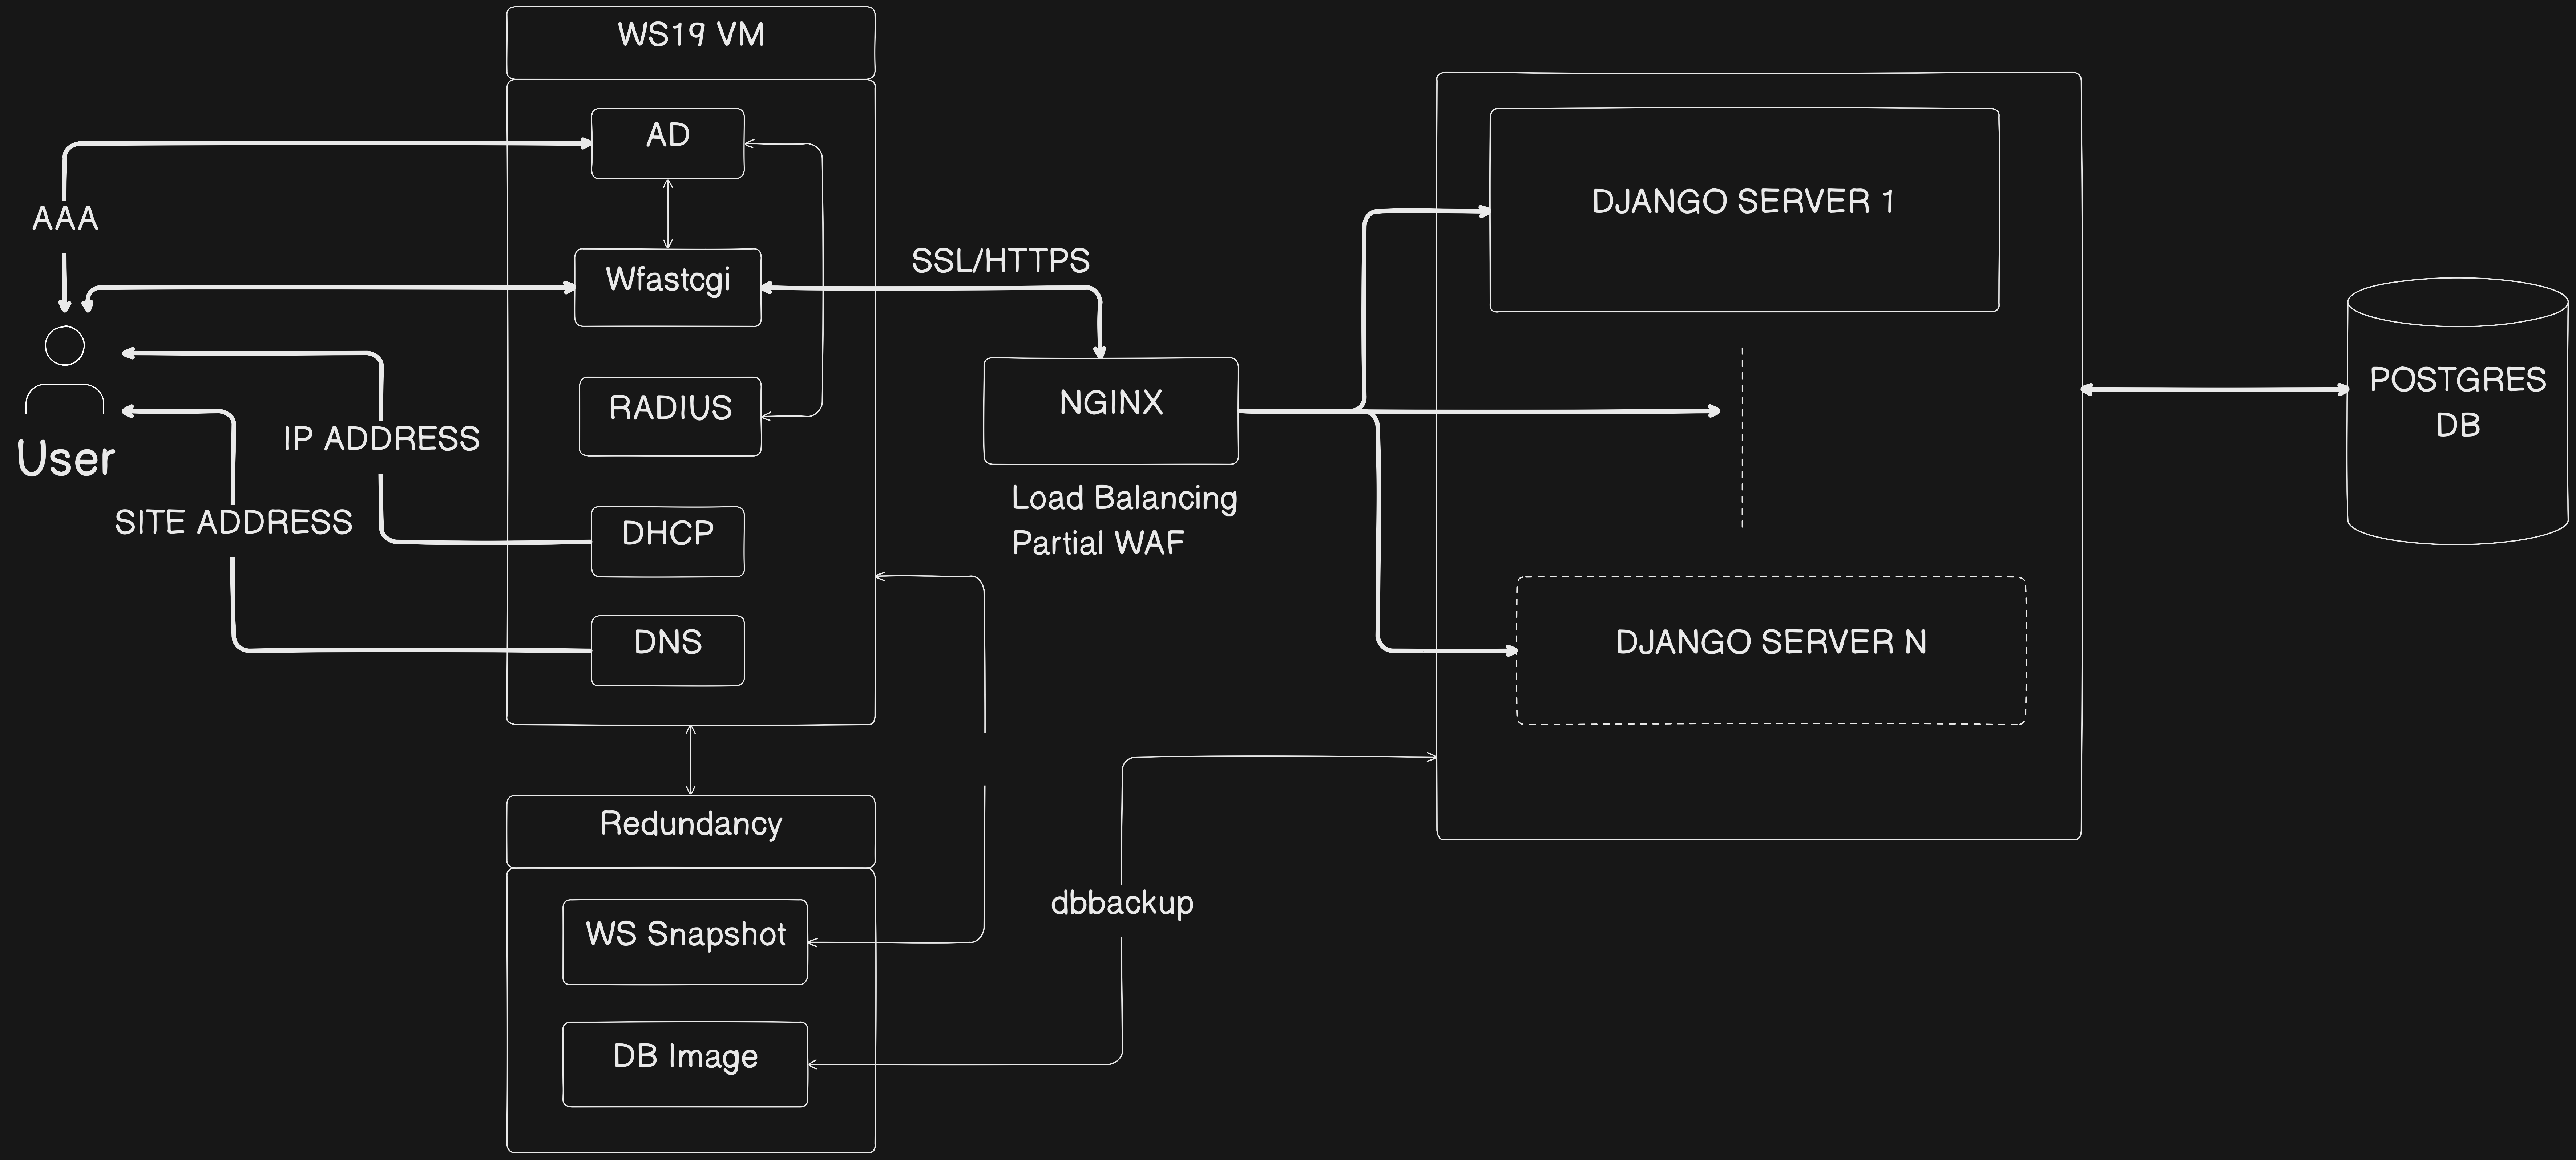 WS19 VM
AD
AAA
Wfastcgi
SSL/HTTPS
RADIUS
User
IP ADDRESS
SITE ADDRESS
DHCP
DNS
NGINX
Load Balancing
Partial WAF
DJANGO SERVER 1
DJANGO SERVER N
POSTGRES
DB
Redundancy
WS Snapshot
DB Image
dbbackup